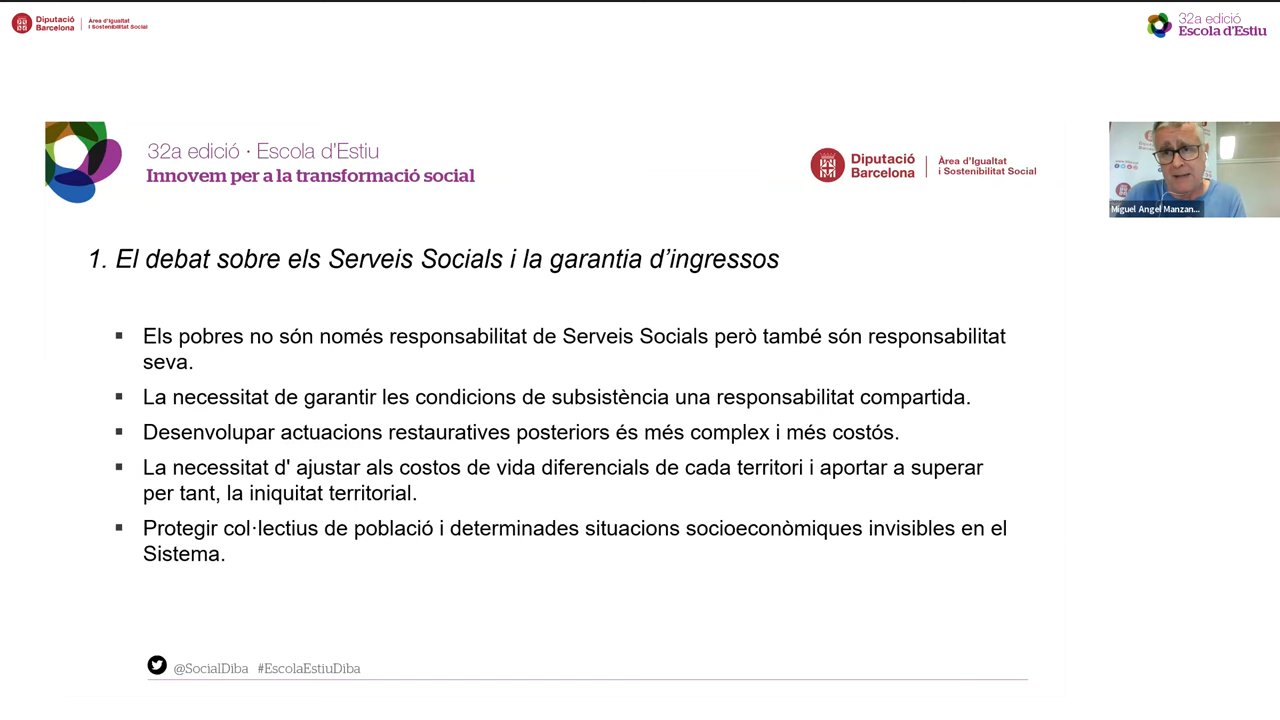 Diputació
Barcelona
Àrea d'Igualtat
i Sostenibilitat Social
32a edició
Escola d'Estiu
32a edició · Escola d'Estiu
Innovem per a la transformació social
Diputació
Barcelona
Àrea d'Igualtat
i Sostenibilitat Social
Miguel Angel Manzan...
1. El debat sobre els Serveis Socials i la garantia d'ingressos
▪ Els pobres no són només responsabilitat de Serveis Socials però també són responsabilitat
seva.
▪ La necessitat de garantir les condicions de subsistència una responsabilitat compartida.
▪ Desenvolupar actuacions restauratives posteriors és més complex i més costós.
▪ La necessitat d' ajustar als costos de vida diferencials de cada territori i aportar a superar
per tant, la iniquitat territorial.
▪ Protegir col·lectius de població i determinades situacions socioeconòmiques invisibles en el
Sistema.
@SocialDiba #EscolaEstiuDiba